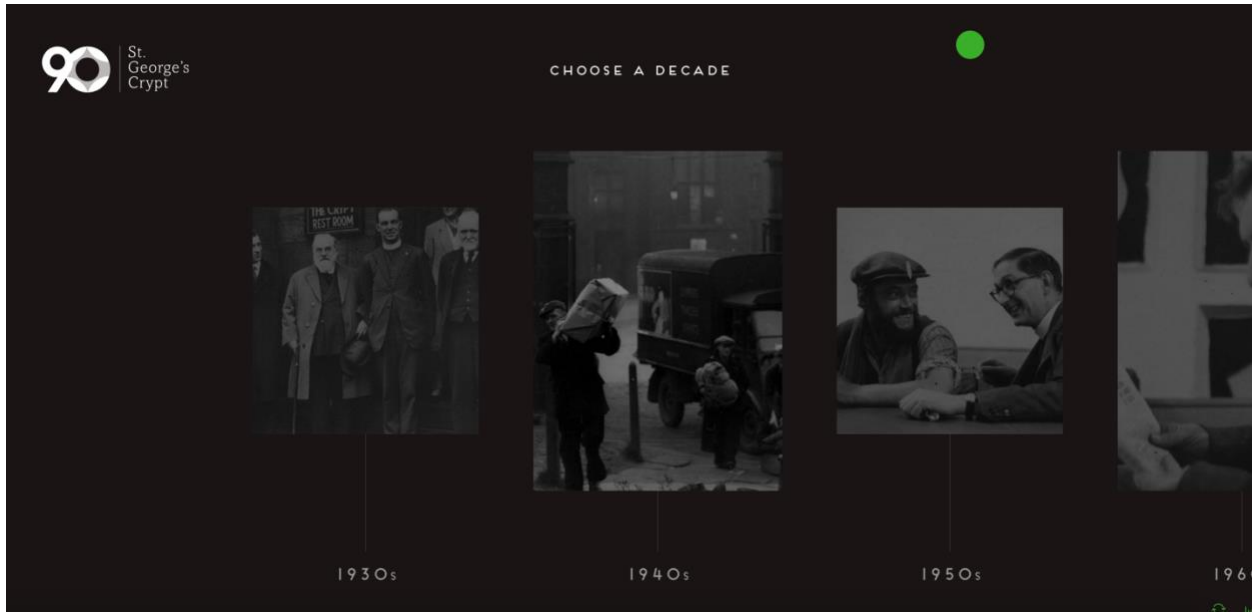 90
St.
George's
Crypt
CHOOSE A DECADE
THE CRYPT
REST ROOM
1930s
1940s
1950s